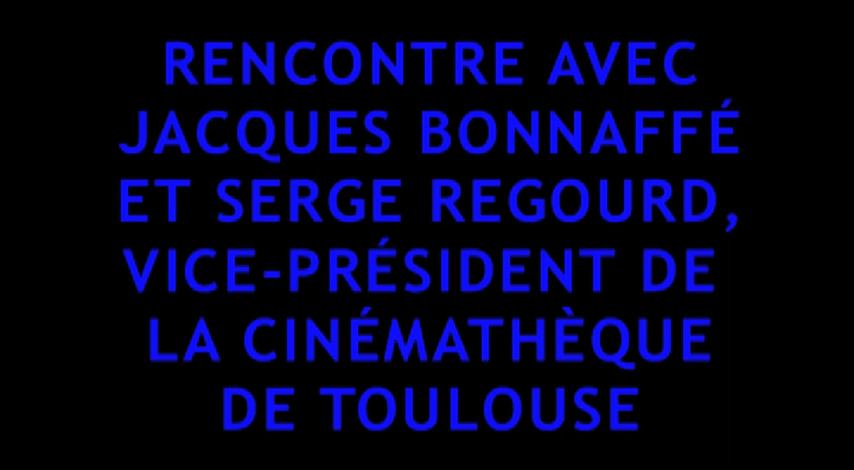 RENCONTRE AVEC
JACQUES BONNAFFÉ
ET SERGE REGOURD,
VICE-PRÉSIDENT DE
LA CINÉMATHÈQUE
DE TOULOUSE